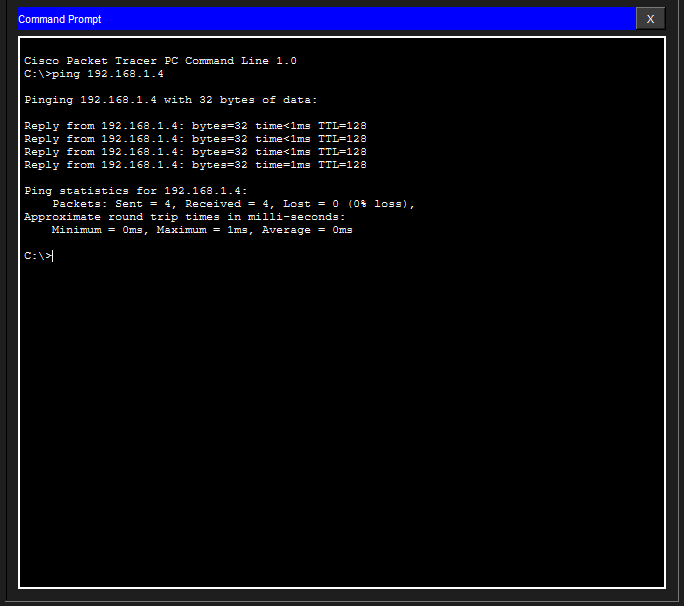 Command Prompt
X
Cisco Packet Tracer PC Command Line 1.0
C:\>ping 192.168.1.4
Pinging 192.168.1.4 with 32 bytes of data:
Reply from 192.168.1.4: bytes=32 time<1ms TTL=128
Reply from 192.168.1.4: bytes=32 time<1ms TTL=128
Reply from 192.168.1.4: bytes=32 time<1ms TTL=128
Reply from 192.168.1.4: bytes=32 time=1ms TTL=128
Ping statistics for 192.168.1.4:
    Packets: Sent = 4, Received = 4, Lost = 0 (0% loss),
Approximate round trip times in milli-seconds:
    Minimum = 0ms, Maximum = 1ms, Average = 0ms
C:\>